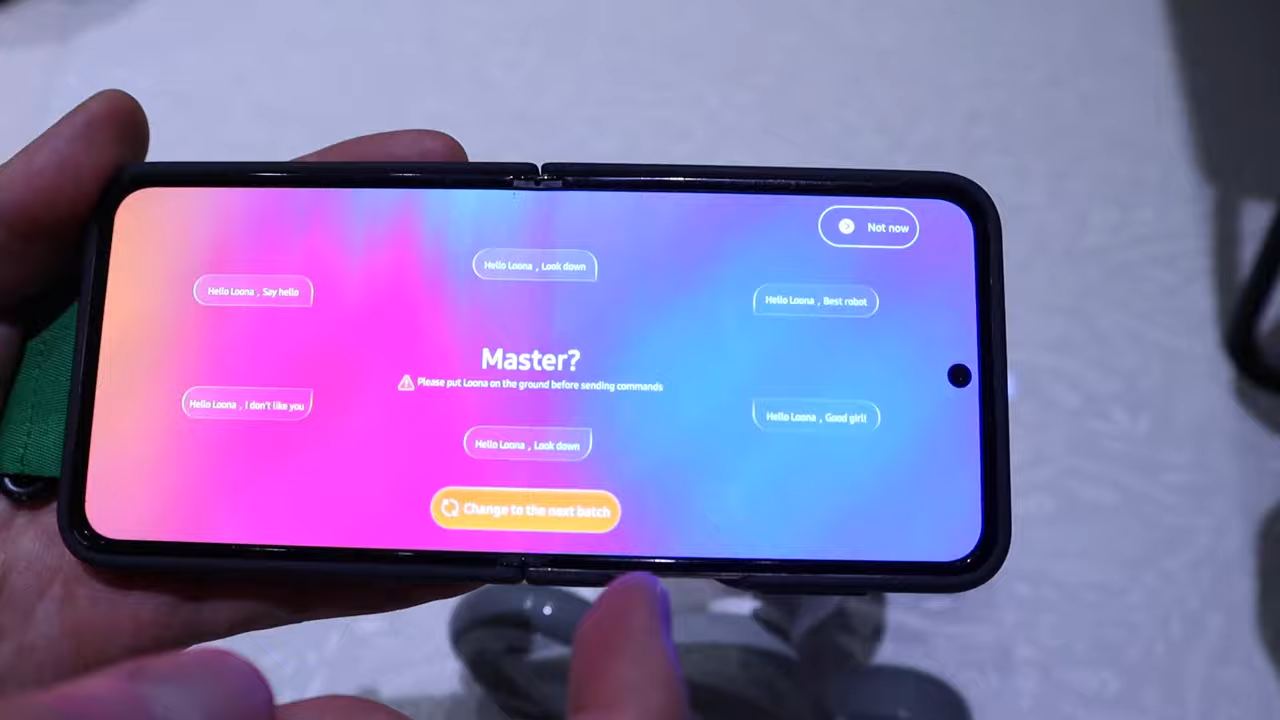 Not now
Hello Loona , Look down
Hello Loona , Say hello
Hello Loona , Best robot
Master?
Please put Loona on the ground before sending commands
Hello Loona , I don't like you
Hello Loona , Good girl!
Hello Loona , Look down
Change to the next batch